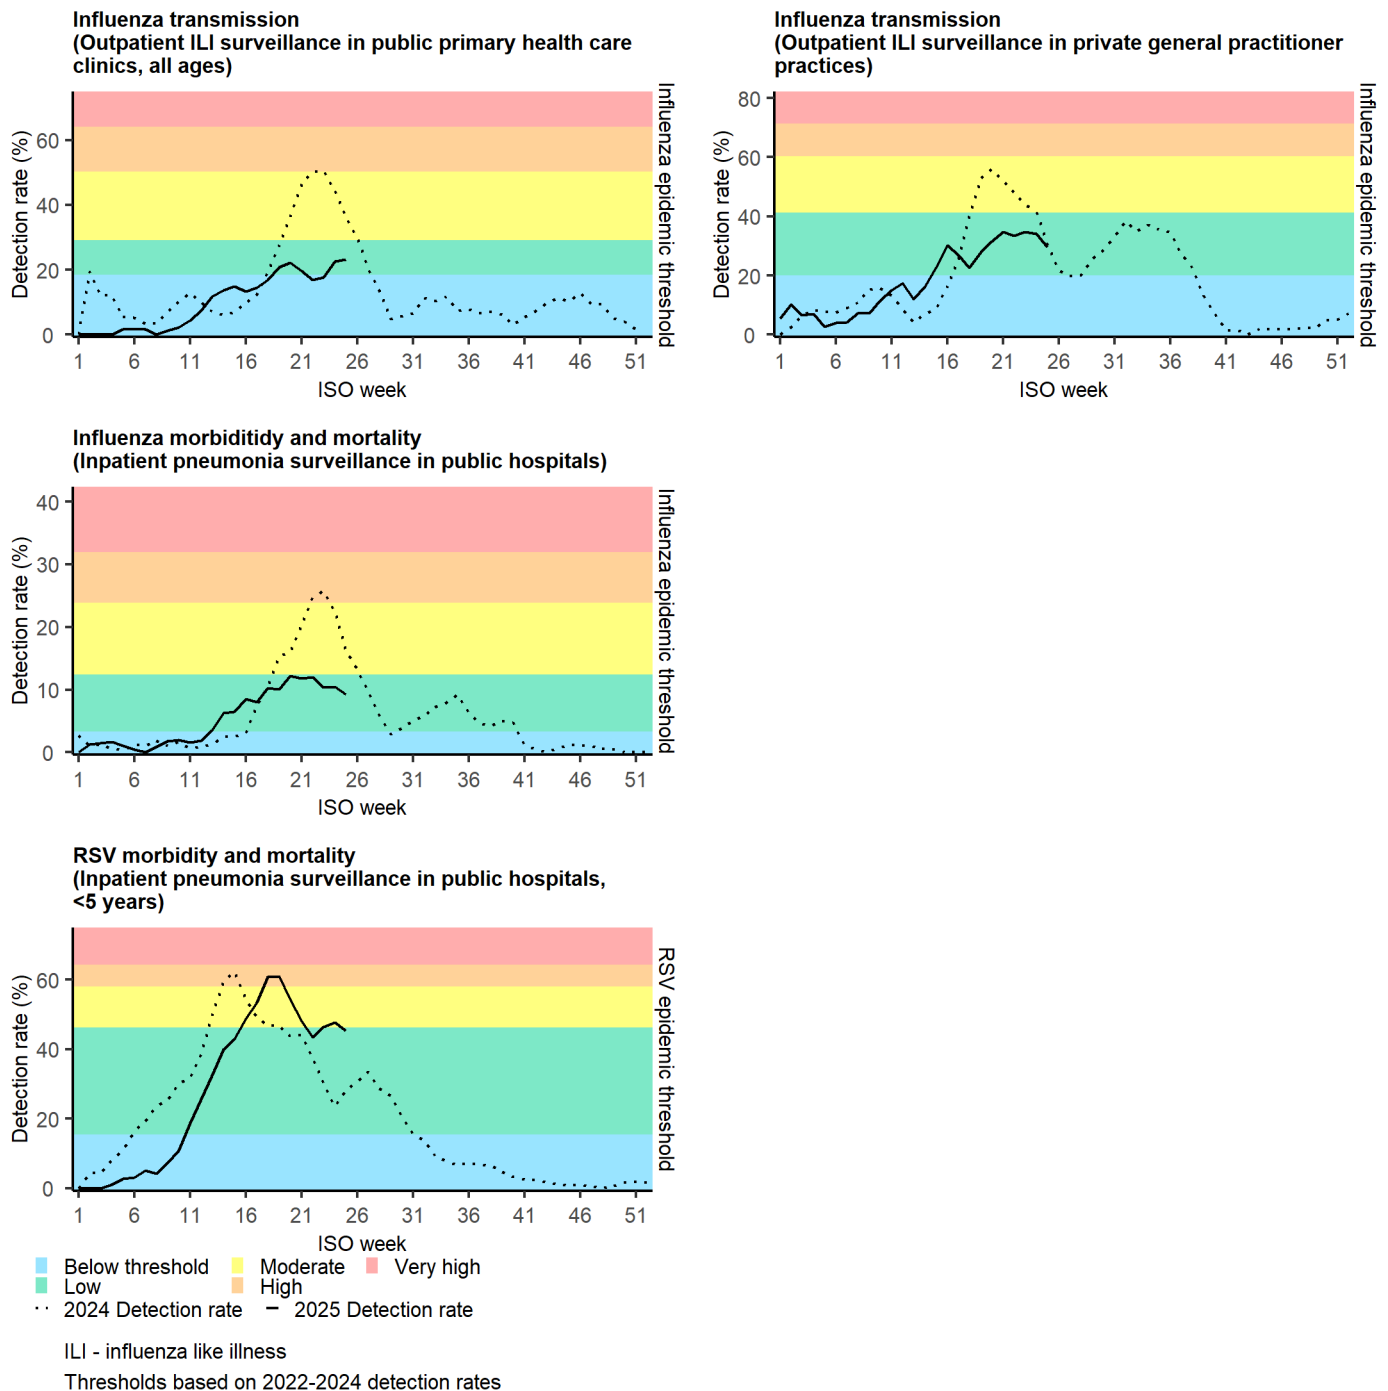 Influenza transmission
(Outpatient ILI surveillance in public primary health care
clinics, all ages)
Detection rate (%)
60
40
20
0
1 6 11 16 21 26 31 36 41 46 51
ISO week
Influenza epidemic threshold
Influenza transmission
(Outpatient ILI surveillance in private general practitioner
practices)
Detection rate (%)
80
60
40
20
0
1 6 11 16 21 26 31 36 41 46 51
ISO week
Influenza epidemic threshold
Influenza morbiditidy and mortality
(Inpatient pneumonia surveillance in public hospitals)
Detection rate (%)
40
30
20
10
0
1 6 11 16 21 26 31 36 41 46 51
ISO week
Influenza epidemic threshold
RSV morbidity and mortality
(Inpatient pneumonia surveillance in public hospitals,
<5 years)
Detection rate (%)
60
40
20
0
1 6 11 16 21 26 31 36 41 46 51
ISO week
RSV epidemic threshold
Below threshold Moderate Very high
Low High
2024 Detection rate 2025 Detection rate
ILI - influenza like illness
Thresholds based on 2022-2024 detection rates